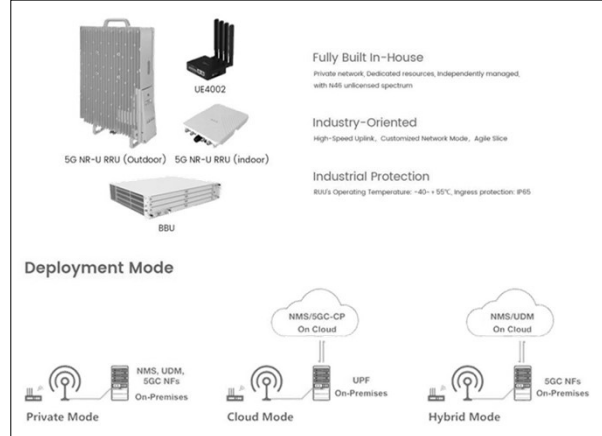 UE4002
5G NR-U RRU (Outdoor)
5G NR-U RRU (indoor)
BBU
Fully Built In-House
Private network, Dedicated resources, Independently managed,
with N46 unlicensed spectrum
Industry-Oriented
High-Speed Uplink, Customized Network Mode, Agile Slice
Industrial Protection
RUU's Operating Temperature: -40- + 55℃, Ingress protection: IP65
Deployment Mode
NMS, UDM,
5GC NFs
On-Premises
Private Mode
NMS/5GC-CP
On Cloud
UPF
On-Premises
Cloud Mode
NMS/UDM
On Cloud
5GC NFs
On-Premises
Hybrid Mode